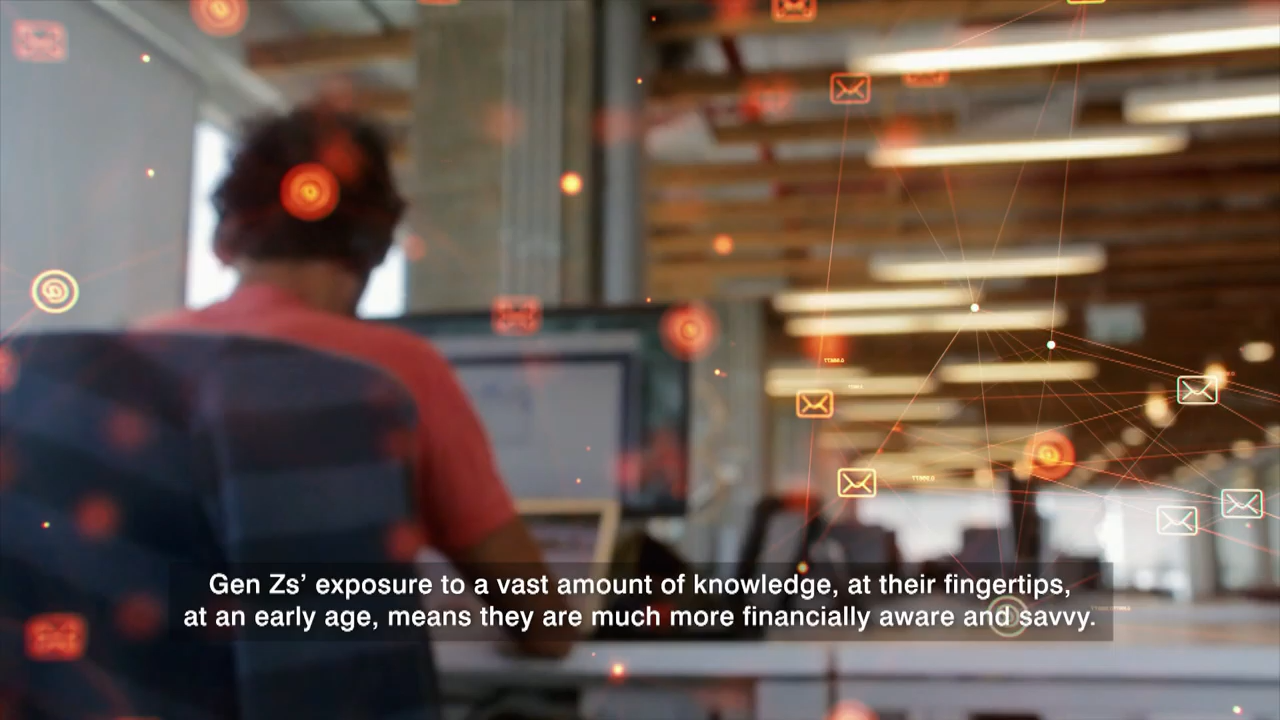 Gen Zs’ exposure to a vast amount of knowledge, at their fingertips,
at an early age, means they are much more financially aware and savvy.